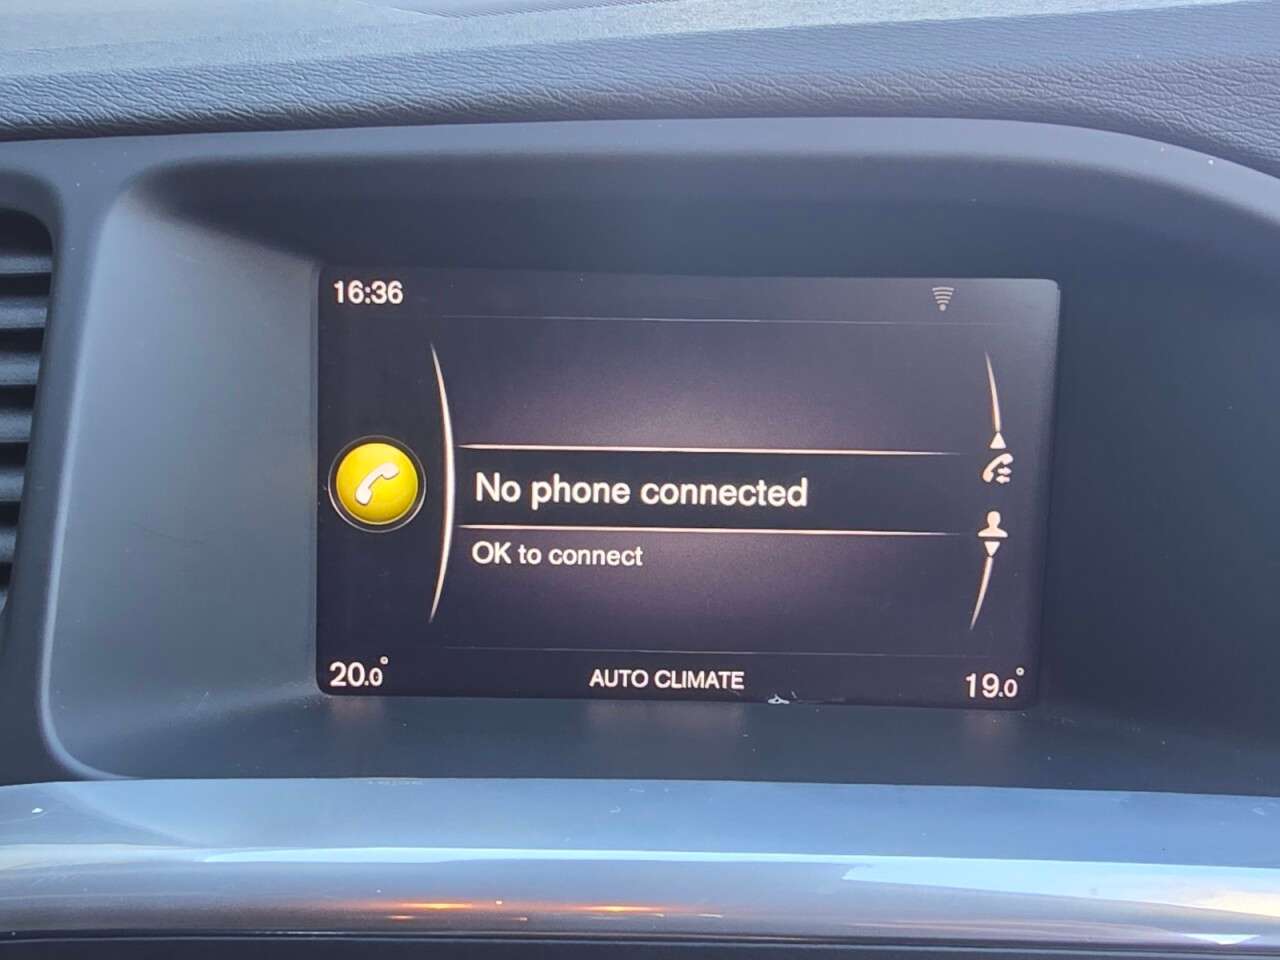 16:36
No phone connected
OK to connect
20.0° AUTO CLIMATE 19.0°